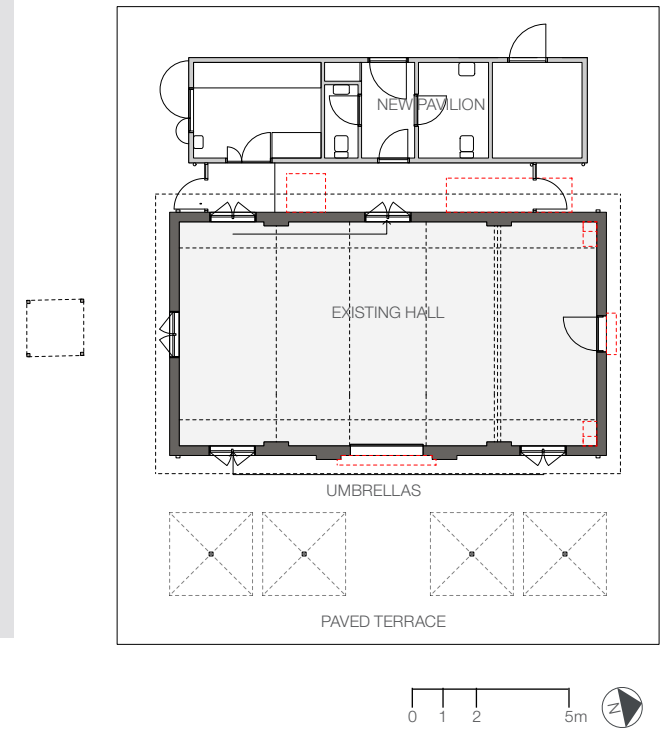 NEW PAVILION
EXISTING HALL
UMBRELLAS
PAVED TERRACE
0 1 2 5m
N